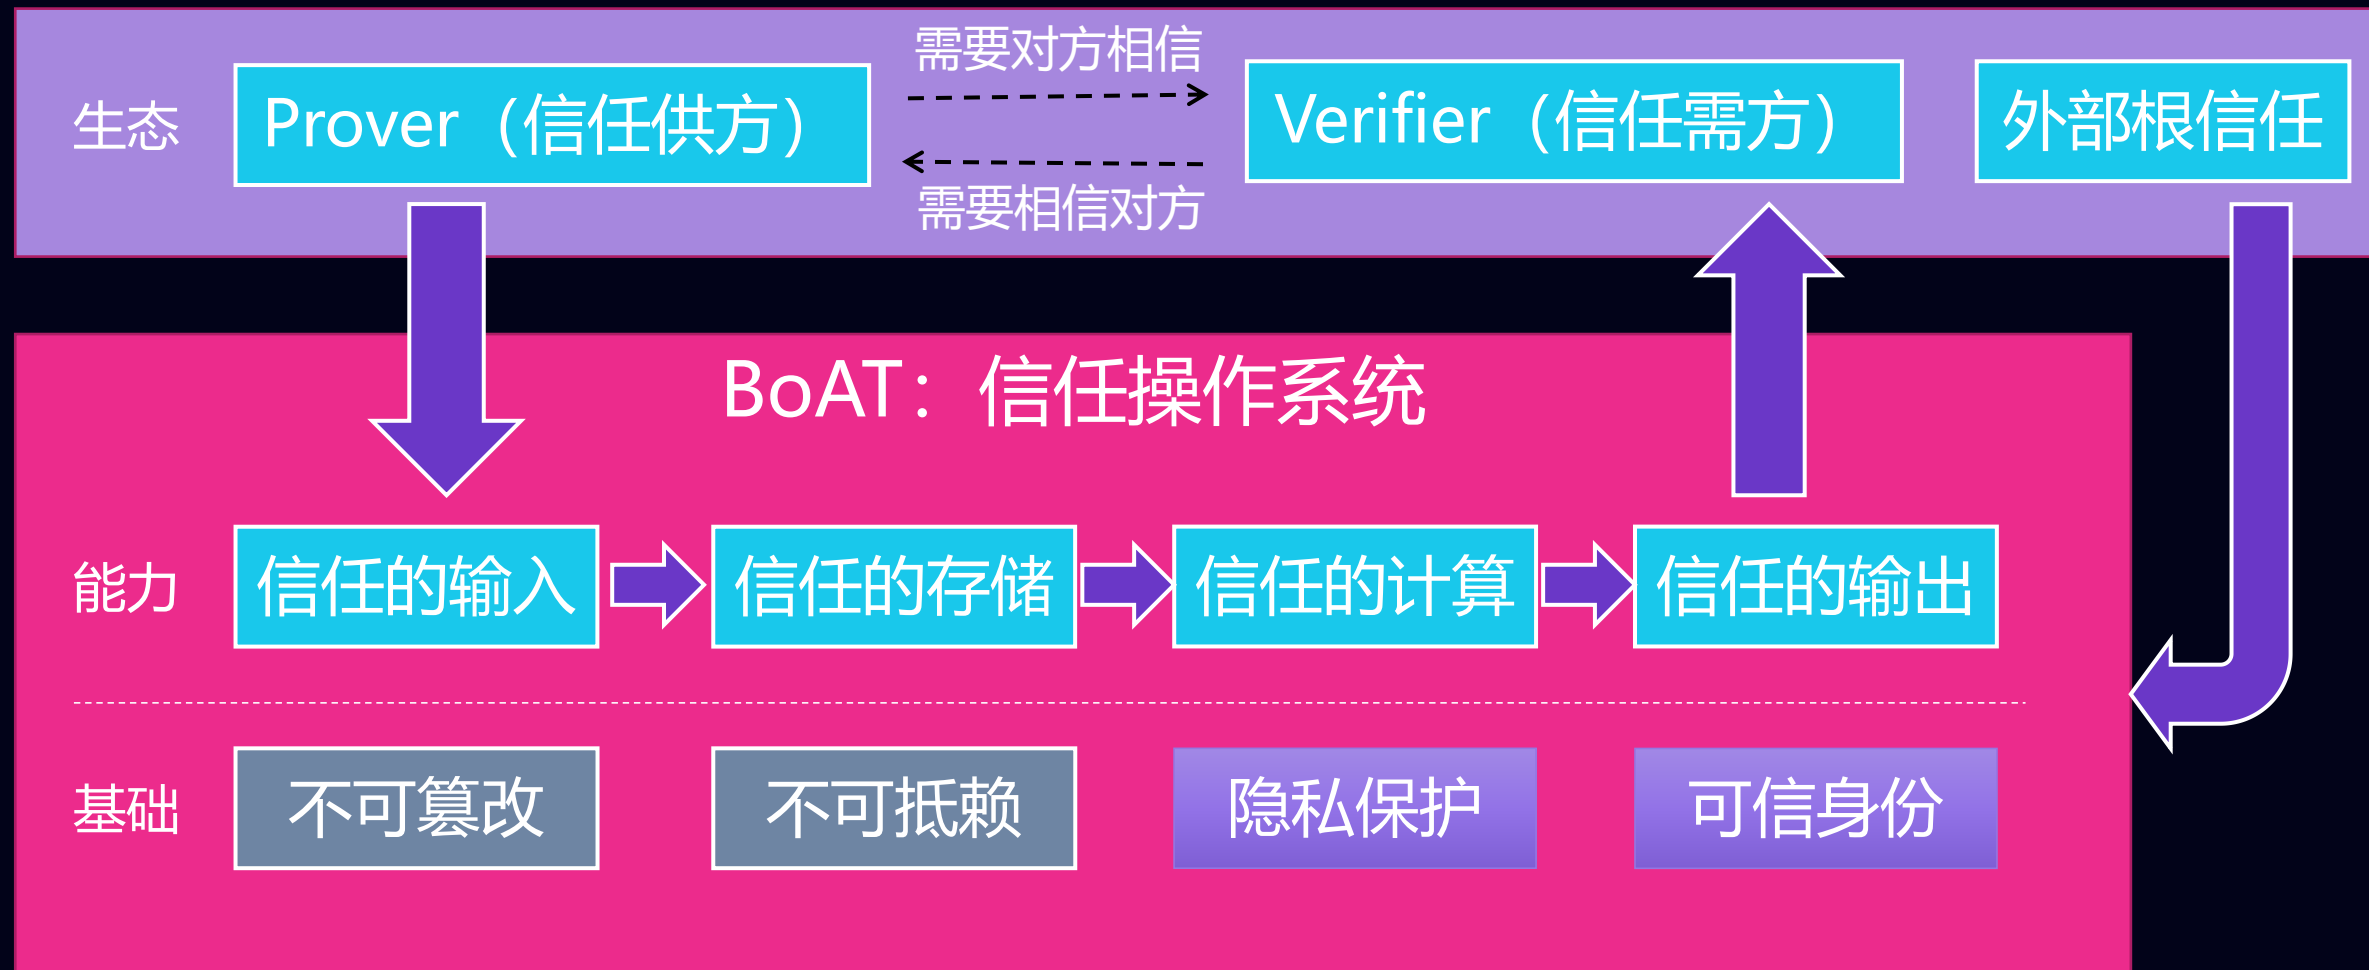 需要对方相信
生态
Prover（信任供方）
Verifier（信任需方）
外部根信任
需要相信对方
BoAT：信任操作系统
能力
信任的输入
信任的存储
信任的计算
信任的输出
基础
不可篡改
不可抵赖
隐私保护
可信身份